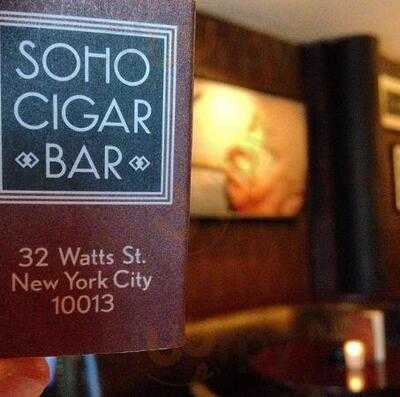 SOHO
CIGAR
BAR
32 Watts St.
New York City
10013